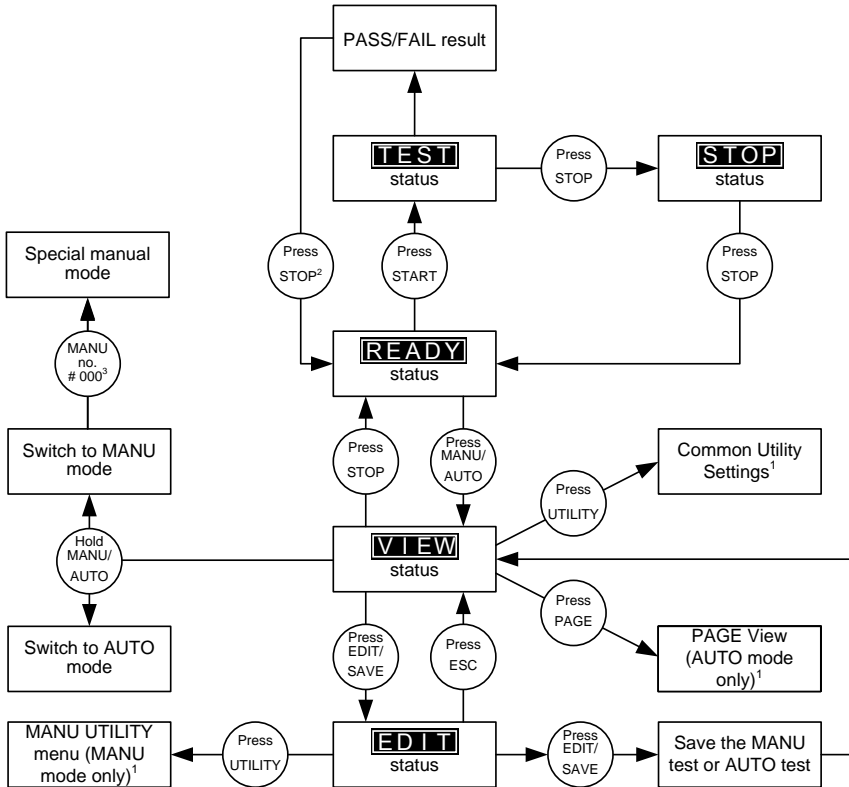 PASS/FAIL result
TEST
status
Press
STOP
STOP
status
Special manual
mode
Press
STOP²
Press
START
Press
STOP
MANU
no.
# 000³
READY
status
Switch to MANU
mode
Press
STOP
Press
MANU/
AUTO
Common Utility
Settings¹
Press
UTILITY
Hold
MANU/
AUTO
VIEW
status
Press
PAGE
Switch to AUTO
mode
Press
EDIT/
SAVE
Press
ESC
PAGE View
(AUTO mode
only)¹
MANU UTILITY
menu (MANU
mode only)¹
Press
UTILITY
EDIT
status
Press
EDIT/
SAVE
Save the MANU
test or AUTO test